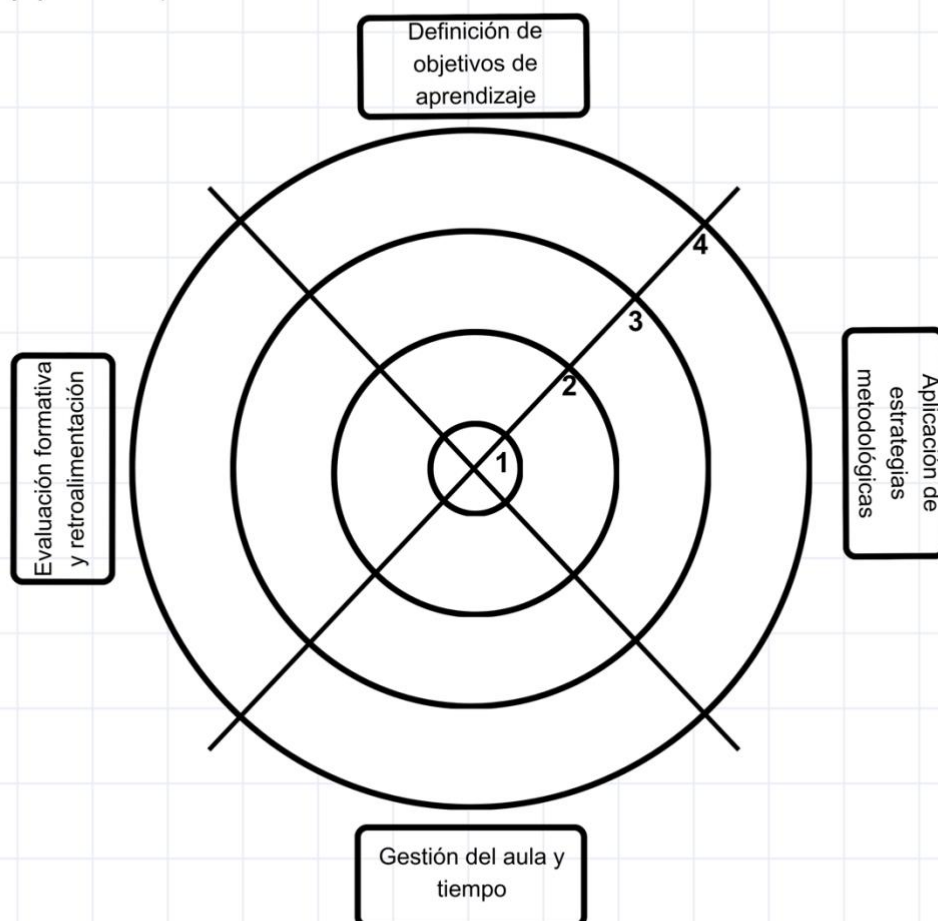 Definición de
objetivos de
aprendizaje
4
3
2
1
Evaluación formativa
y retroalimentación
Aplicación de
estrategias
metodológicas
Gestión del aula y
tiempo